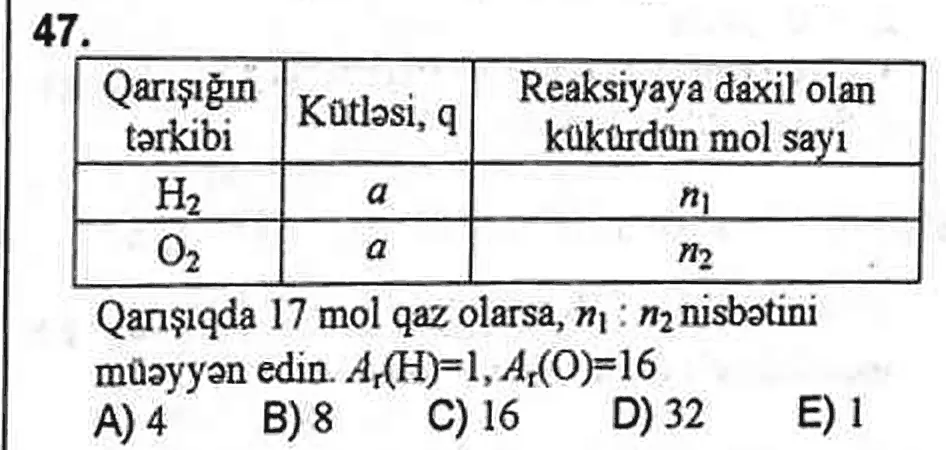 47.
Qarışığın tərkibi | Kütləsi, q | Reaksiyaya daxil olan kükürdün mol sayı
H₂ | a | n₁
O₂ | a | n₂
Qarışıqda 17 mol qaz olarsa, n₁ : n₂ nisbətini
müəyyən edin. Aᵣ(H)=1, Aᵣ(O)=16
A) 4 B) 8 C) 16 D) 32 E) 1